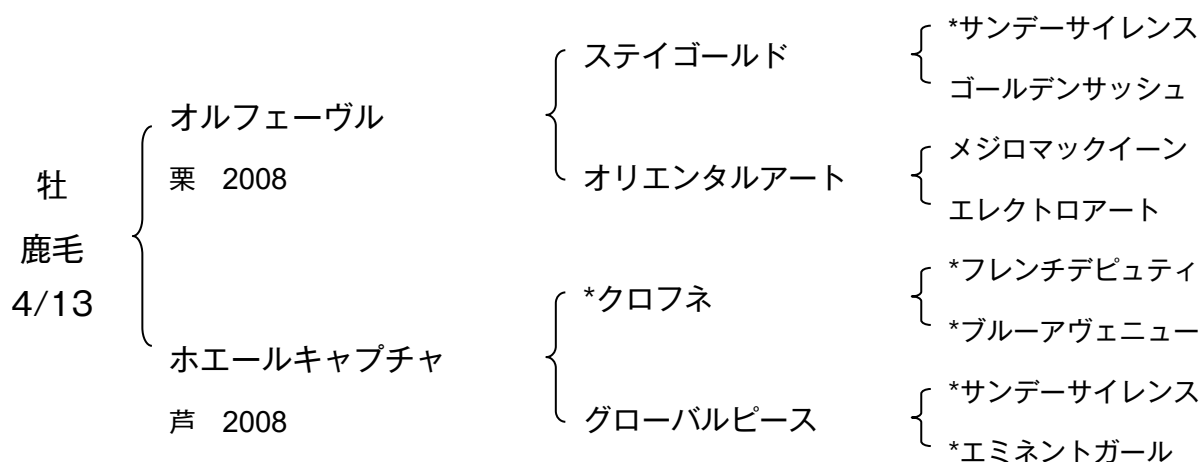 牡
鹿毛
4/13
オルフェーヴル
栗 2008
ホエールキャプチャ
芦 2008
ステイゴールド
オリエンタルアート
*クロフネ
グローバルピース
*サンデーサイレンス
ゴールデンサッシュ
メジロマックイーン
エレクトロアート
*フレンチデピュティ
*ブルーアヴェニュー
*サンデーサイレンス
*エミネントガール